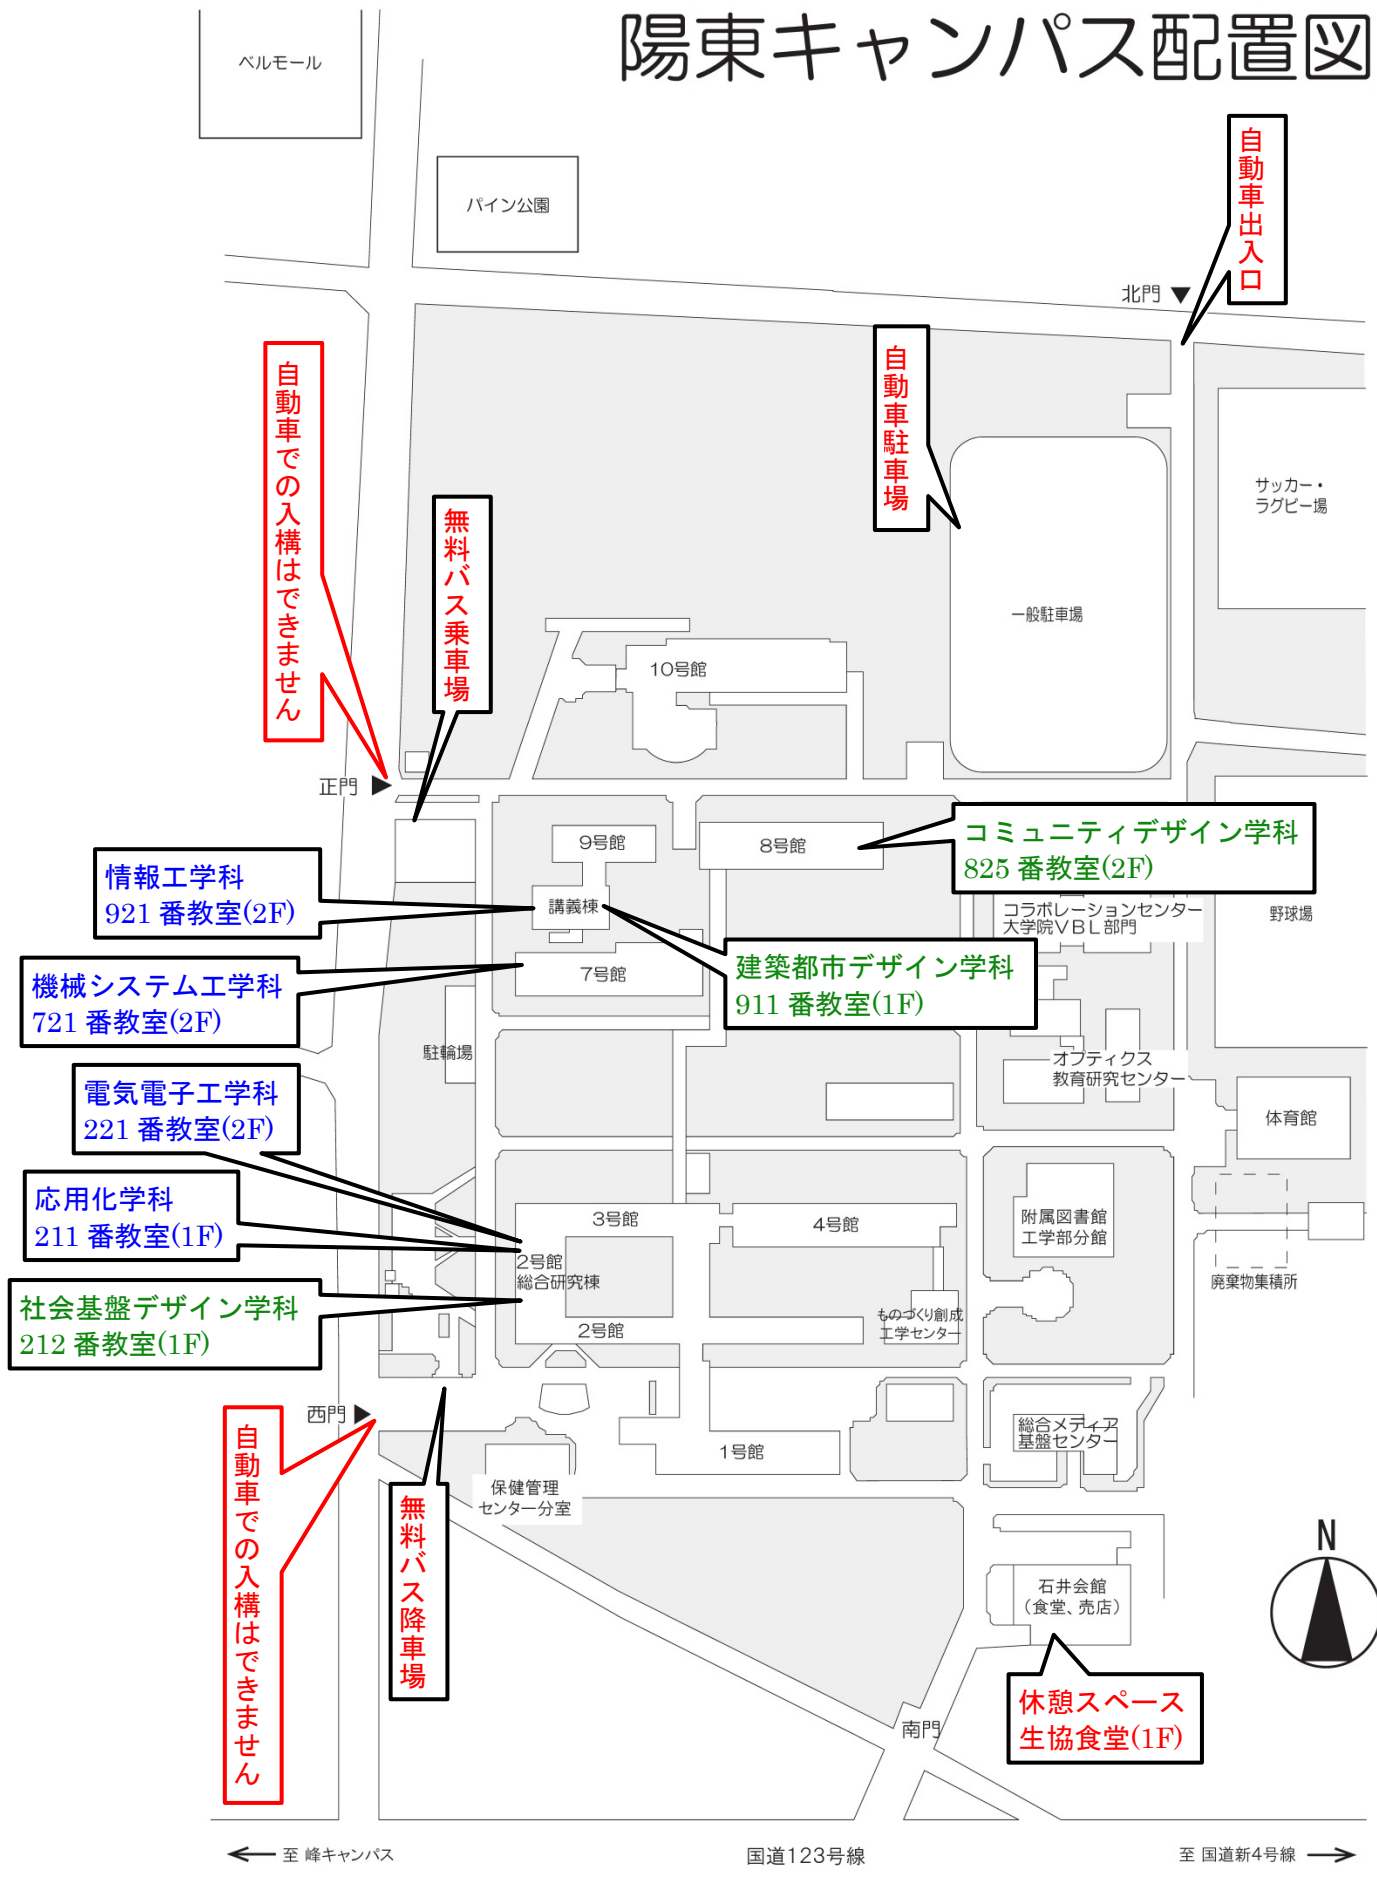 陽東キャンパス配置図
ベルモール
パイン公園
自動車出入口
北門
自動車での入構はできません
自動車駐車場
無料バス乗車場
サッカー・
ラグビー場
一般駐車場
10号館
正門
9号館
8号館
コミュニティデザイン学科
825 番教室(2F)
情報工学科
921 番教室(2F)
講義棟
コラボレーションセンター
大学院VBL部門
野球場
機械システム工学科
721 番教室(2F)
7号館
建築都市デザイン学科
911 番教室(1F)
駐輪場
オプティクス
教育研究センター
電気電子工学科
221 番教室(2F)
体育館
応用化学科
211 番教室(1F)
3号館
4号館
附属図書館
工学部分館
2号館
総合研究棟
廃棄物集積所
社会基盤デザイン学科
212 番教室(1F)
2号館
ものづくり創成
工学センター
西門
自動車での入構はできません
総合メディア
基盤センター
1号館
保健管理
センター分室
無料バス降車場
N
石井会館
(食堂、売店)
休憩スペース
生協食堂(1F)
南門
至 峰キャンパス
国道123号線
至 国道新4号線